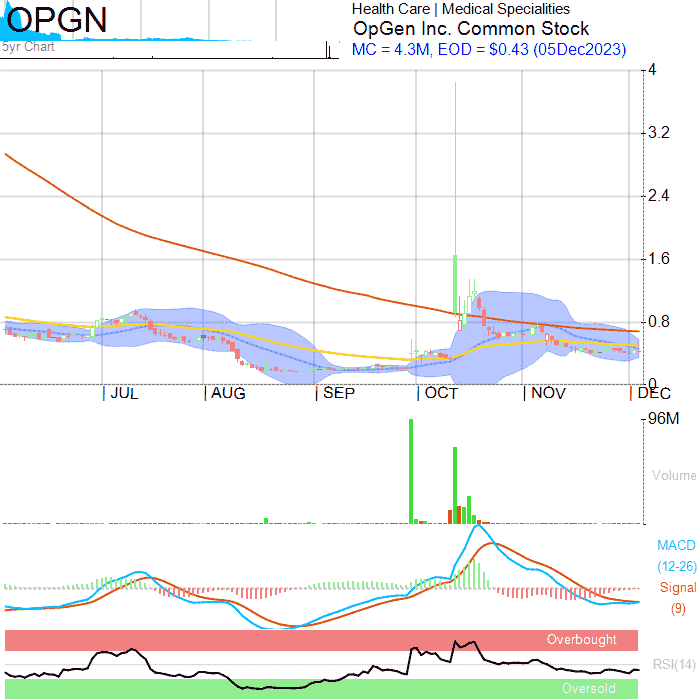 OPGN
5yr Chart
Health Care | Medical Specialities
OpGen Inc. Common Stock
MC = 4.3M, EOD = $0.43 (05Dec2023)
4
3.2
2.4
1.6
0.8
0
JUL AUG SEP OCT NOV DEC
96M
Volume
MACD
(12-26)
Signal
(9)
Overbought
RSI(14)
Oversold